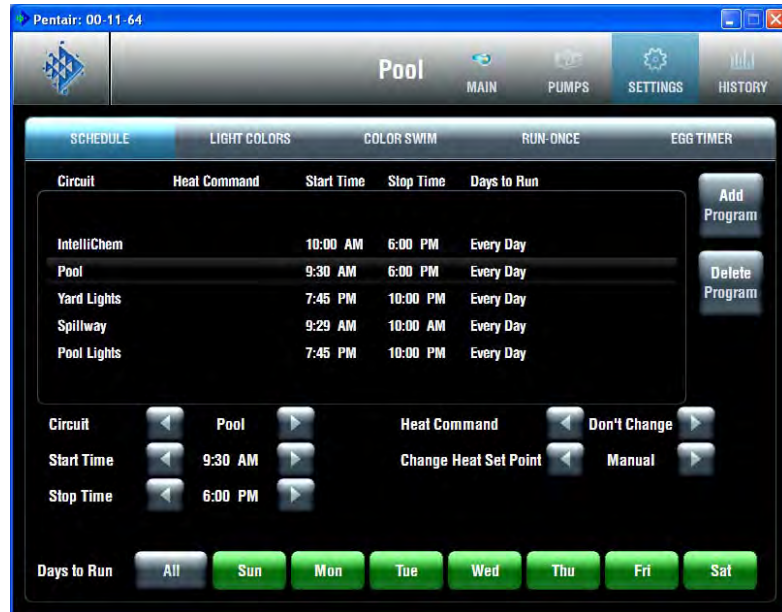 Pentair: 00-11-64
Pool
MAIN PUMPS SETTINGS HISTORY
SCHEDULE LIGHT COLORS COLOR SWIM RUN-ONCE EGG TIMER
Circuit Heat Command Start Time Stop Time Days to Run
Add Program
IntelliChem 10:00 AM 6:00 PM Every Day
Pool 9:30 AM 6:00 PM Every Day
Delete Program
Yard Lights 7:45 PM 10:00 PM Every Day
Spillway 9:29 AM 10:00 AM Every Day
Pool Lights 7:45 PM 10:00 PM Every Day
Circuit Pool Heat Command Don't Change
Start Time 9:30 AM Change Heat Set Point Manual
Stop Time 6:00 PM
Days to Run All Sun Mon Tue Wed Thu Fri Sat